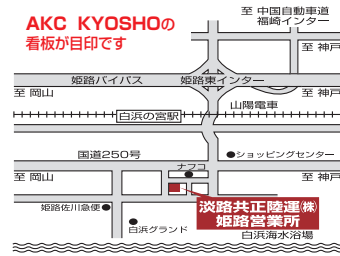 至 中国自動車道
福崎インター
AKC KYOSHOの
看板が目印です
至 神戸
姫路バイパス
姫路東インター
至 岡山
至 神戸
山陽電車
白浜の宮駅
国道250号
ショッピングセンター
ナフコ
至 岡山
至 神戸
淡路共正陸運㈱
姫路営業所
姫路佐川急便
白浜グランド
白浜海水浴場